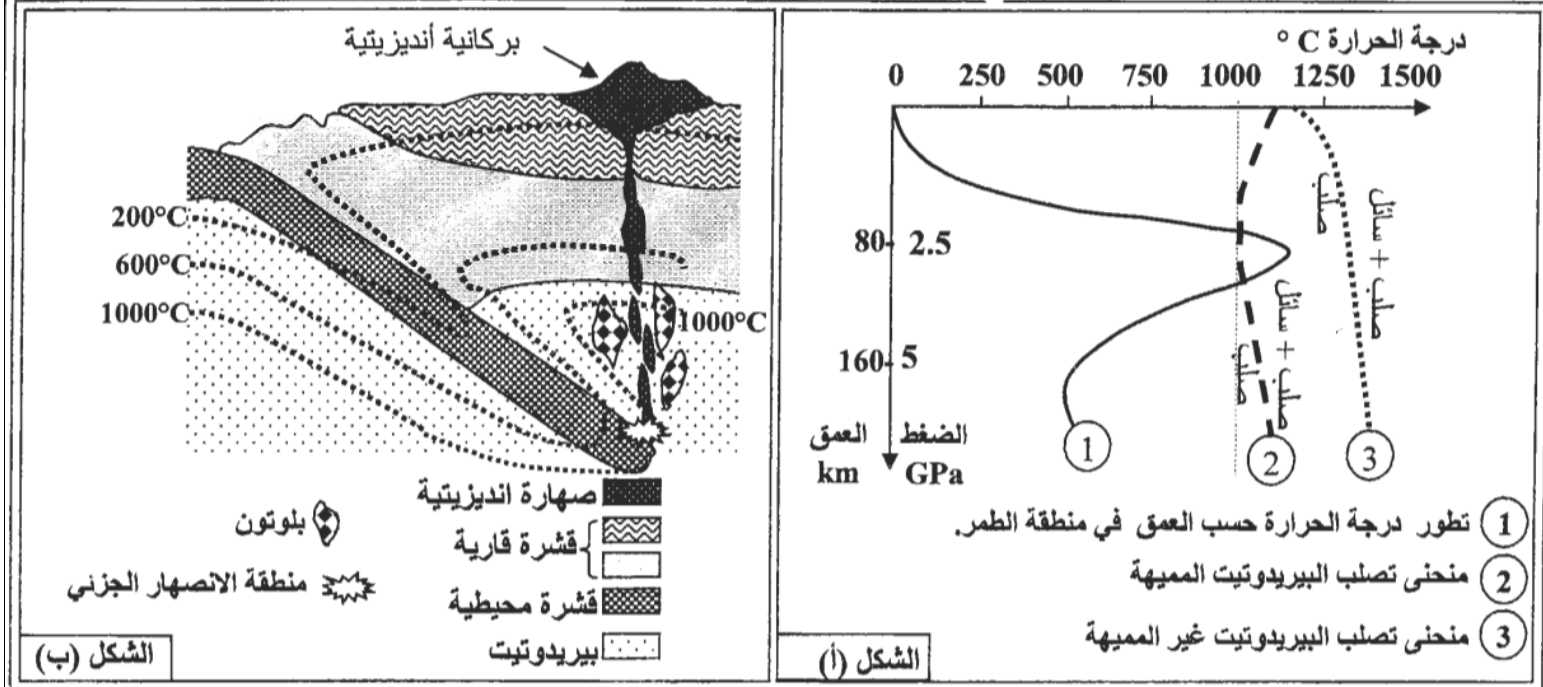 درجة الحرارة C °
0 250 500 750 1000 1250 1500
80 2.5
160 5
العمق
km
الضغط
GPa
صلب
صلب + سائل
صلب
صلب + سائل
1
2
3
1 تطور درجة الحرارة حسب العمق في منطقة الطمر.
2 منحنى تصلب البيريدوتيت المميهة
3 منحنى تصلب البيريدوتيت غير المميهة
الشكل (أ)
بركانية أنديزيتية
200°C
600°C
1000°C
1000°C
صهارة انديزيتية
قشرة قارية
قشرة محيطية
بيريدوتيت
بلوتون
منطقة الانصهار الجزئي
الشكل (ب)